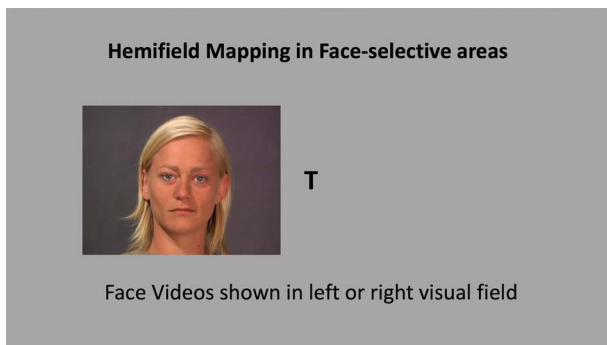 Hemifield Mapping in Face-selective areas
T
Face Videos shown in left or right visual field